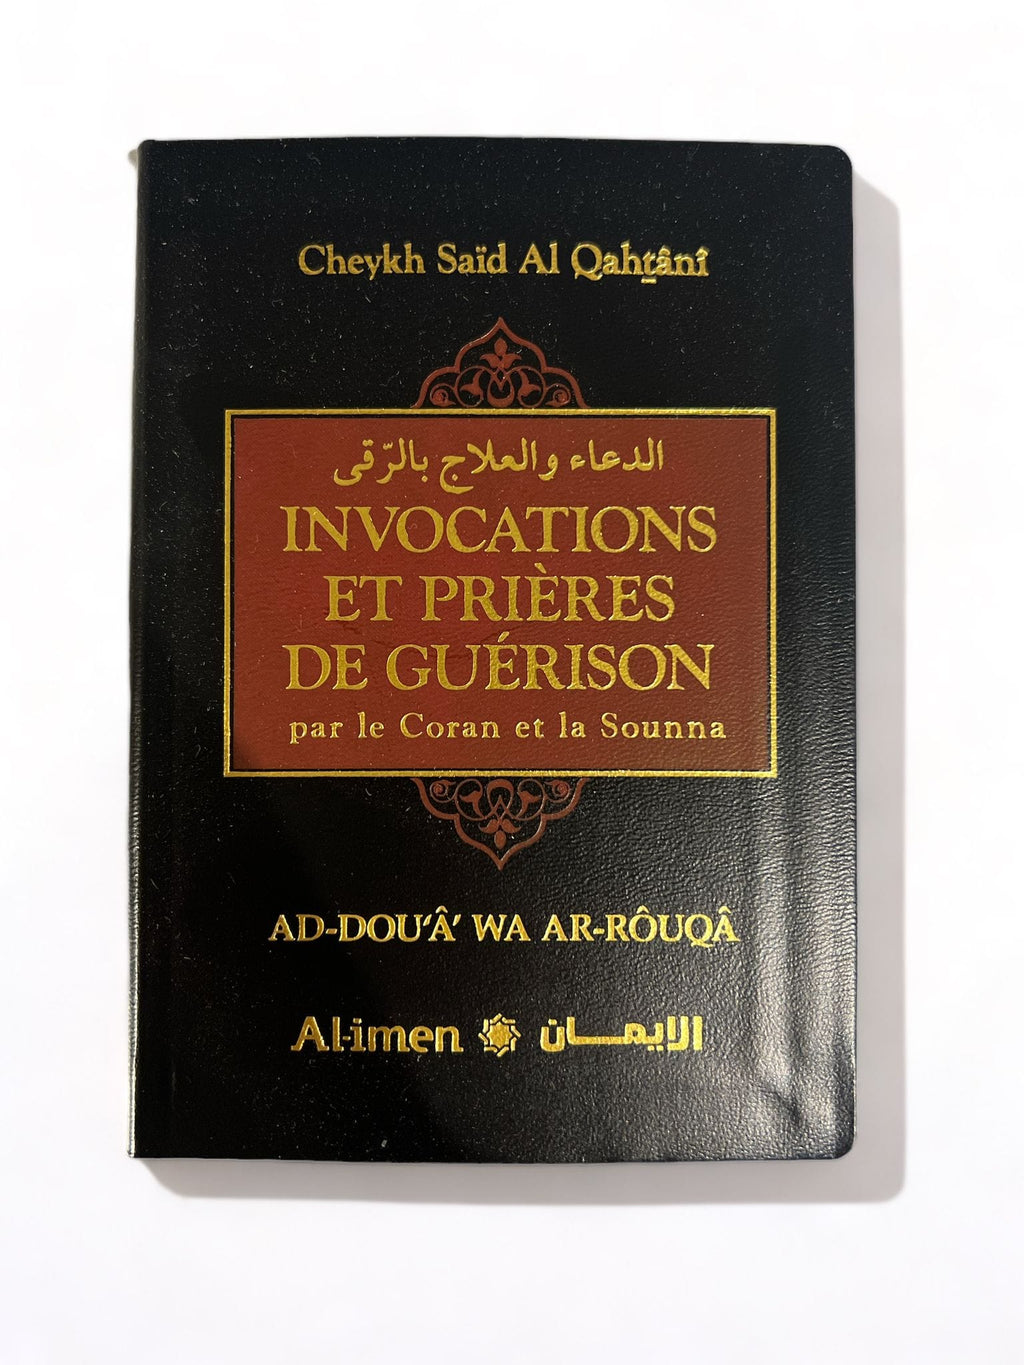 Cheykh Saïd Al Qahṯânî
الدعاء والعلاج بالرّقى
INVOCATIONS
ET PRIÈRES
DE GUÉRISON
par le Coran et la Sounna
AD-DOU‘Â’ WA AR-RÔUQÂ
Al-imen الإيمان